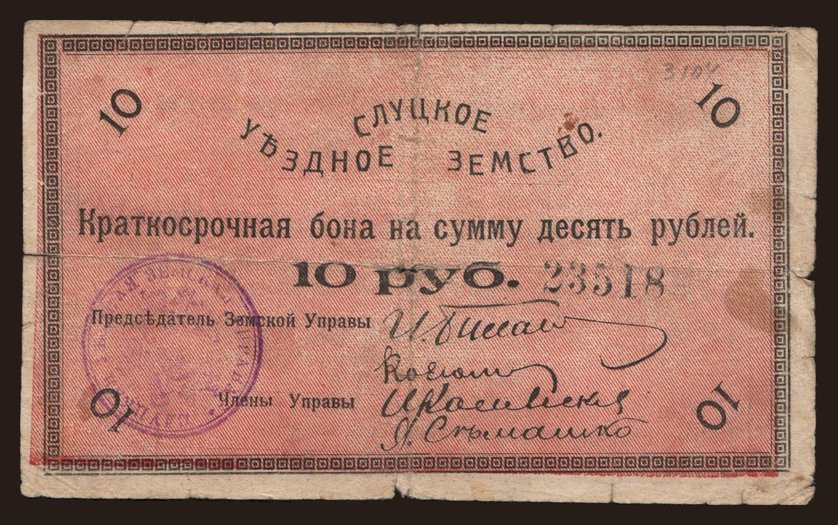 3104
10
10
СЛУЦКОЕ
УѢЗДНОЕ ЗЕМСТВО.
Краткосрочная бона на сумму десять рублей.
10 руб. 23518
Предсѣдатель Земской Управы
Члены Управы
10
10